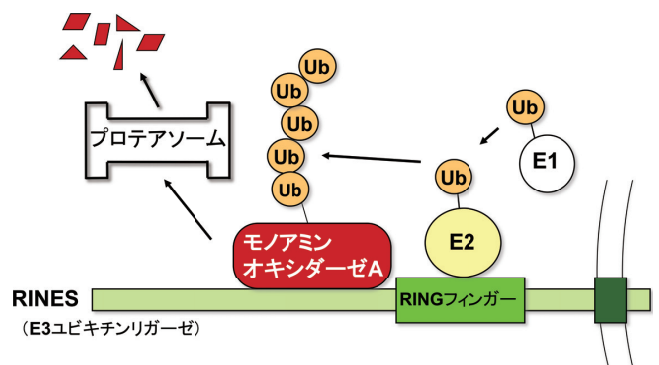 プロテアソーム
Ub
Ub
Ub
Ub
Ub
Ub
E1
Ub
E2
モノアミン
オキシダーゼA
RINGフィンガー
RINES
（E3ユビキチンリガーゼ）